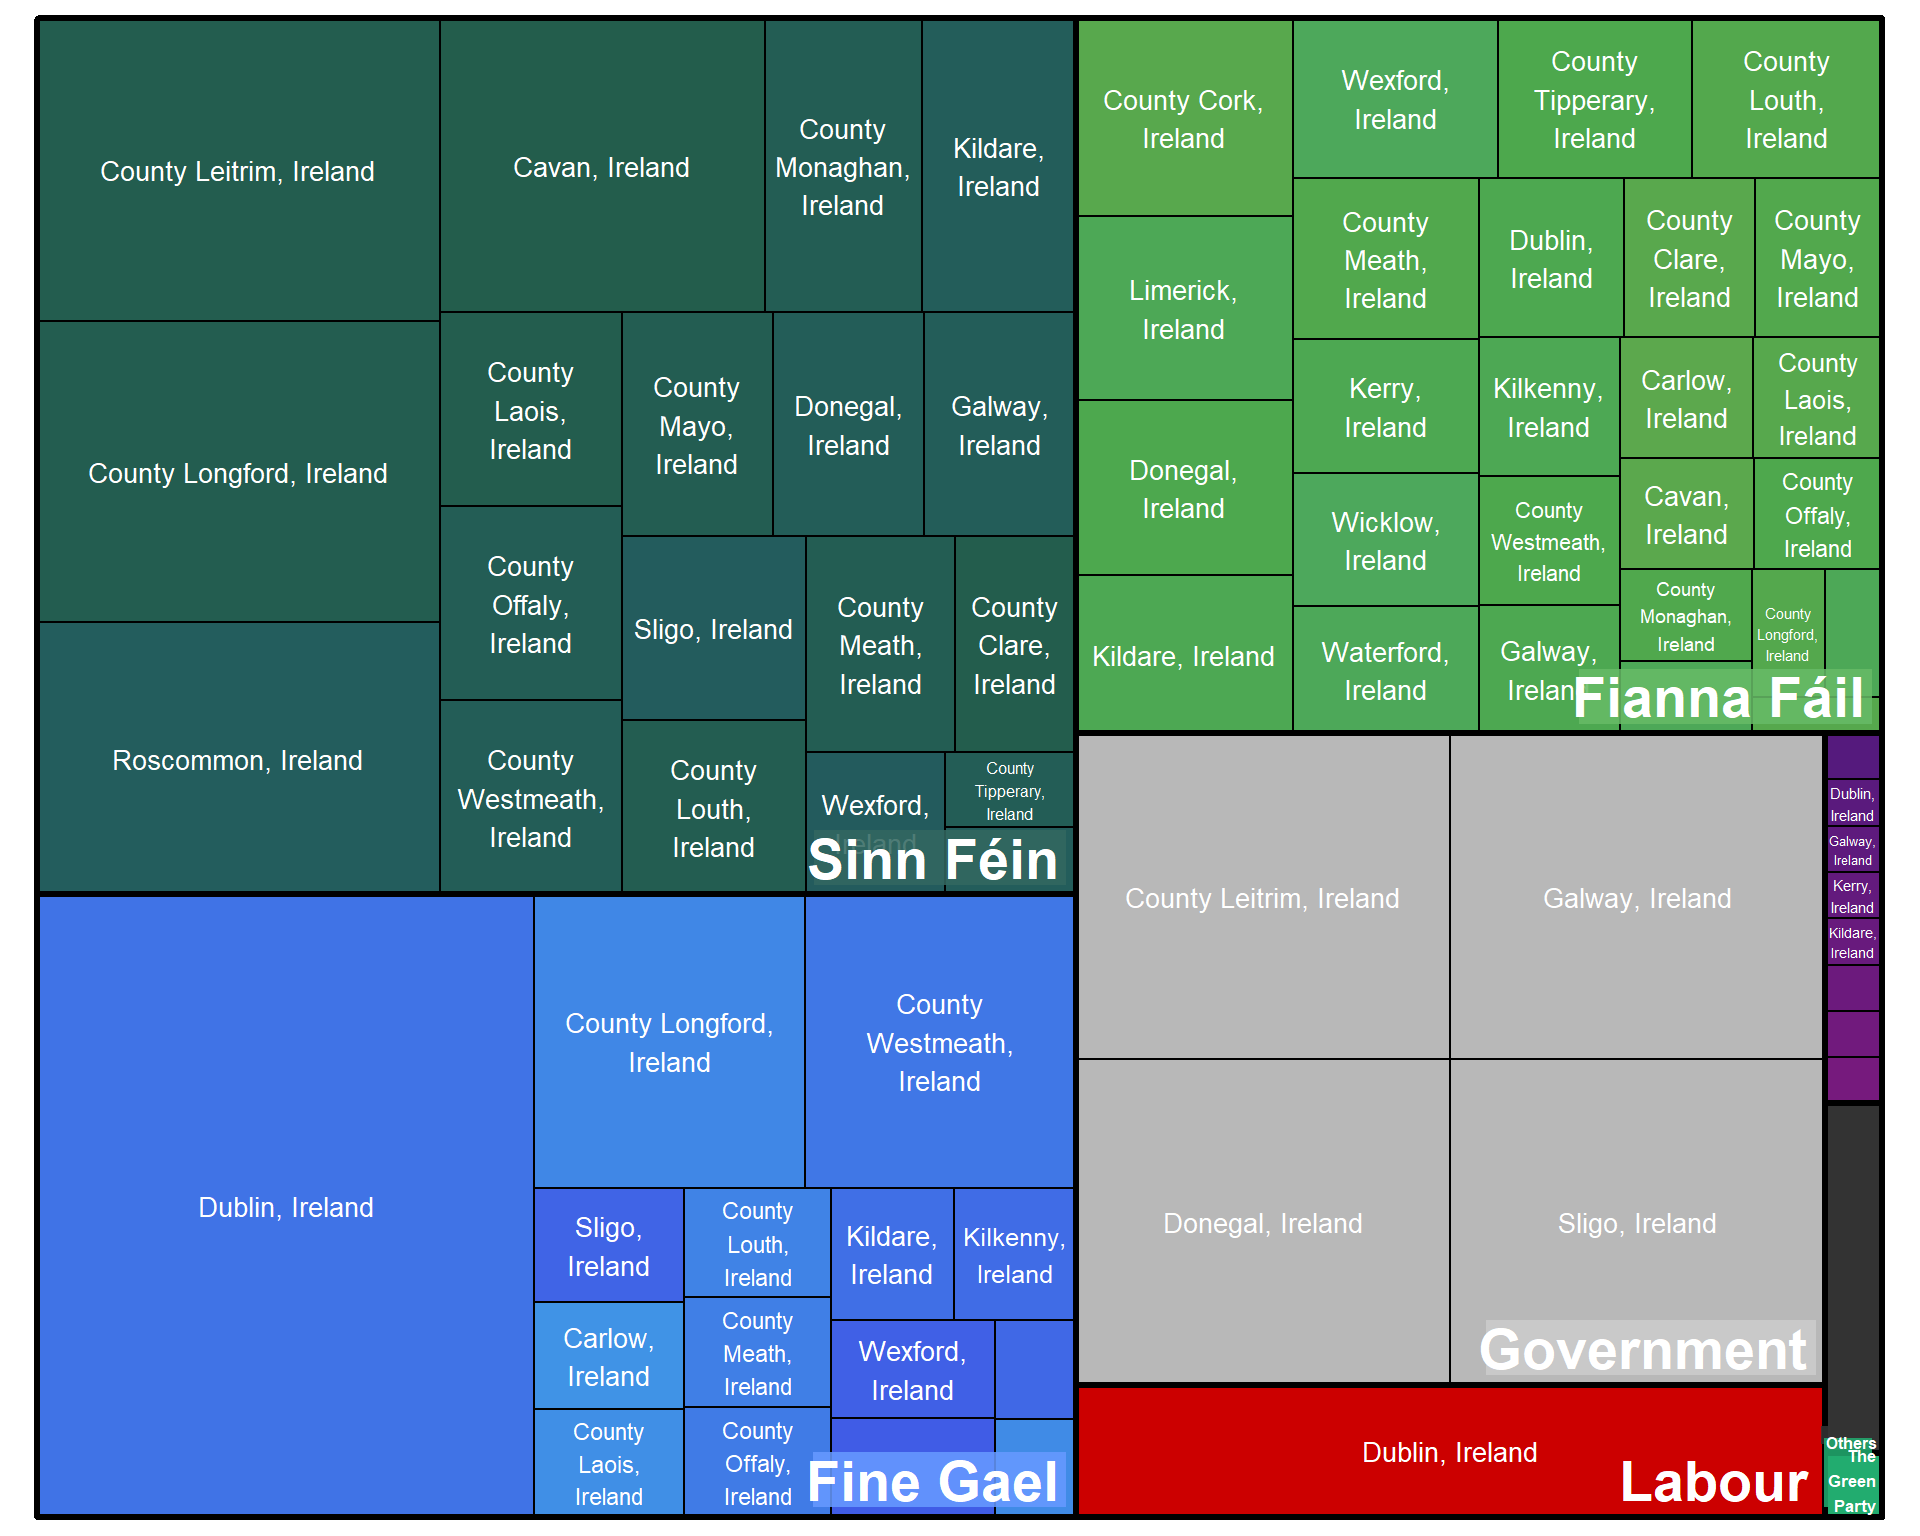 County Leitrim, Ireland
County Longford, Ireland
Roscommon, Ireland
Cavan, Ireland
County
Monaghan,
Ireland
Kildare,
Ireland
County
Laois,
Ireland
County
Offaly,
Ireland
County
Westmeath,
Ireland
County
Mayo,
Ireland
Donegal,
Ireland
Galway,
Ireland
Sligo, Ireland
County
Louth,
Ireland
County
Meath,
Ireland
County
Clare,
Ireland
Wexford,
Ireland
County
Tipperary,
Ireland
Sinn Féin
County Cork,
Ireland
Limerick,
Ireland
Donegal,
Ireland
Kildare, Ireland
Wexford,
Ireland
County
Tipperary,
Ireland
County
Louth,
Ireland
County
Meath,
Ireland
Kerry,
Ireland
Wicklow,
Ireland
Waterford,
Ireland
Dublin,
Ireland
County
Clare,
Ireland
County
Mayo,
Ireland
Kilkenny,
Ireland
County
Westmeath,
Ireland
Galway,
Ireland
Carlow,
Ireland
County
Laois,
Ireland
Cavan,
Ireland
County
Offaly,
Ireland
County
Monaghan,
Ireland
County
Longford,
Ireland
Fianna Fáil
Dublin, Ireland
County Longford,
Ireland
County
Westmeath,
Ireland
Sligo,
Ireland
Carlow,
Ireland
County
Laois,
Ireland
County
Louth,
Ireland
County
Meath,
Ireland
County
Offaly,
Ireland
Kildare,
Ireland
Kilkenny,
Ireland
Wexford,
Ireland
Fine Gael
County Leitrim, Ireland
Galway, Ireland
Donegal, Ireland
Sligo, Ireland
Government
Dublin,
Ireland
Galway,
Ireland
Kerry,
Ireland
Kildare,
Ireland
Dublin, Ireland
Labour
Others
The
Green
Party